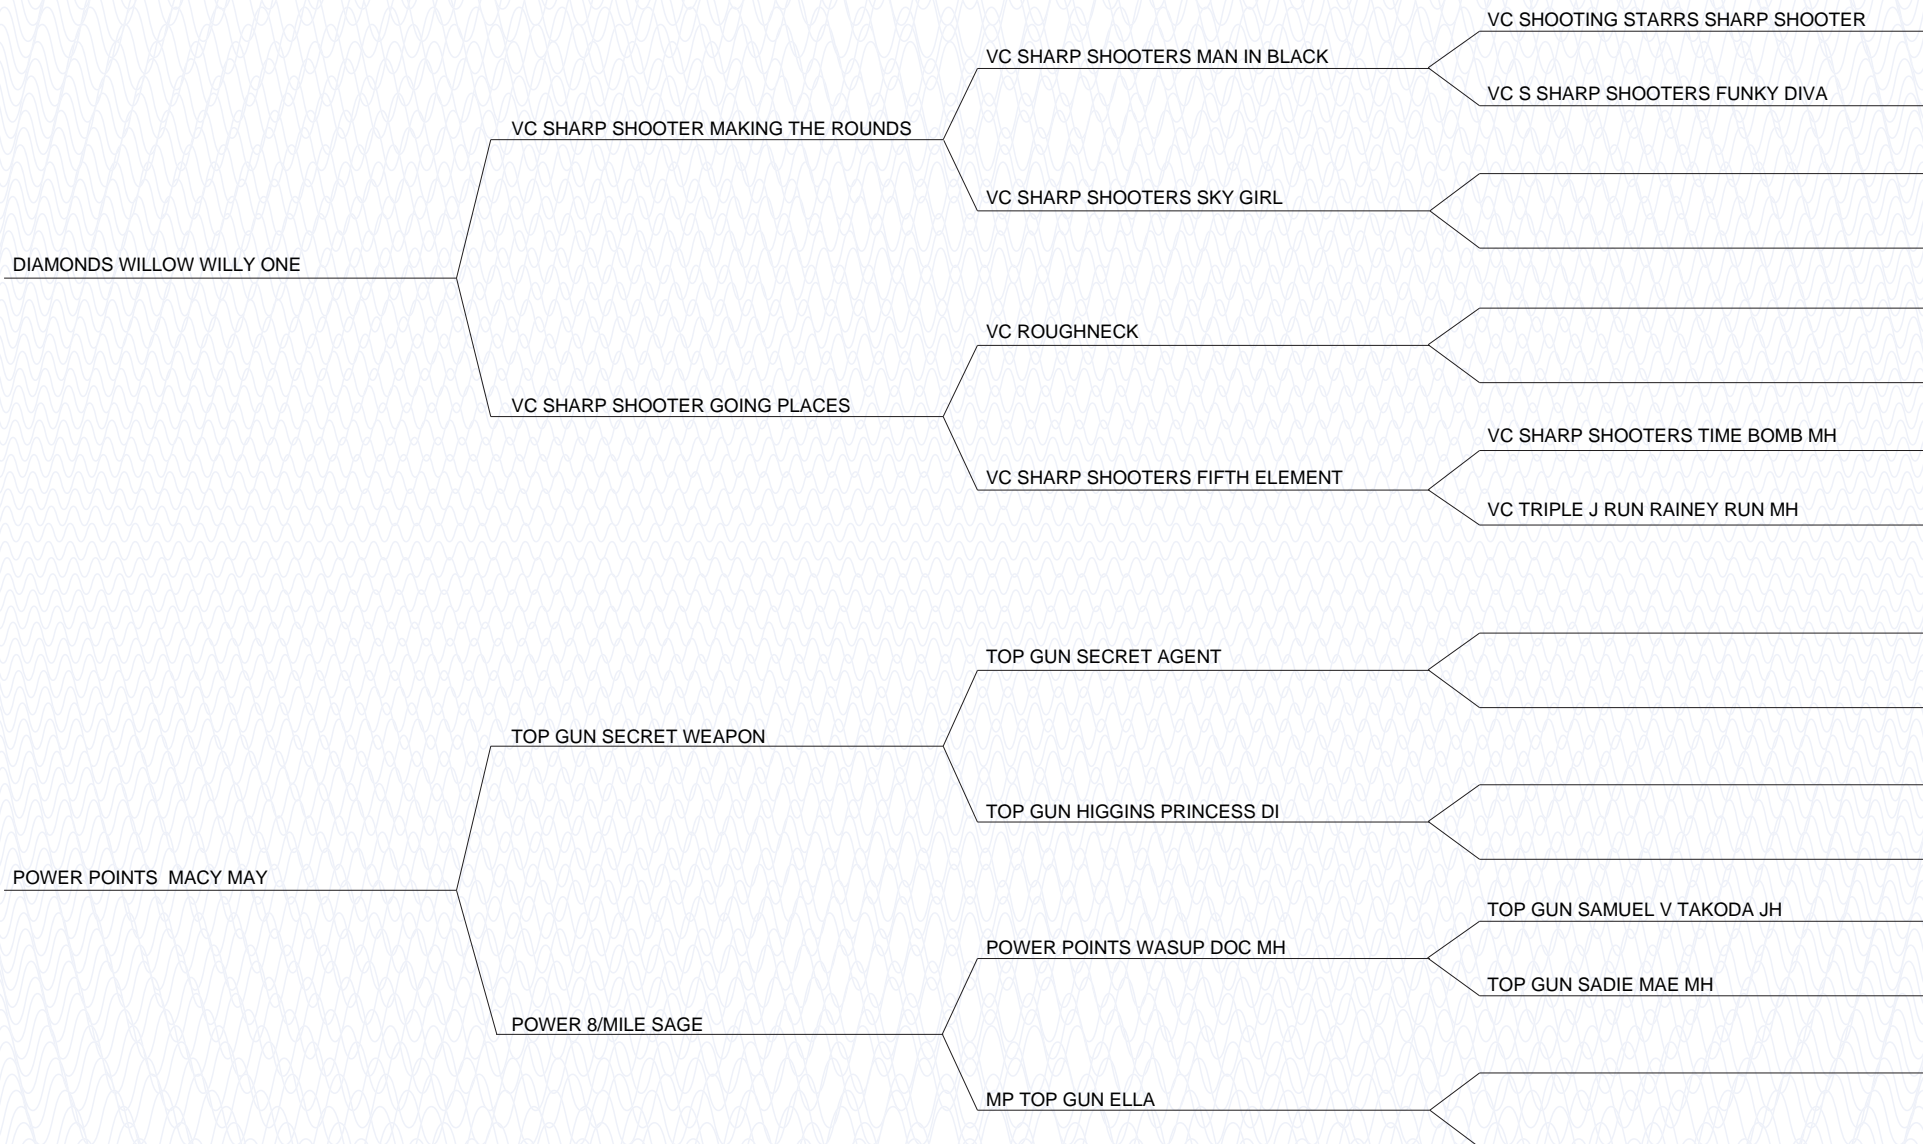 VC SHOOTING STARRS SHARP SHOOTER
VC SHARP SHOOTERS MAN IN BLACK
VC S SHARP SHOOTERS FUNKY DIVA
VC SHARP SHOOTER MAKING THE ROUNDS
VC SHARP SHOOTERS SKY GIRL
DIAMONDS WILLOW WILLY ONE
VC ROUGHNECK
VC SHARP SHOOTER GOING PLACES
VC SHARP SHOOTERS TIME BOMB MH
VC SHARP SHOOTERS FIFTH ELEMENT
VC TRIPLE J RUN RAINEY RUN MH
TOP GUN SECRET AGENT
TOP GUN SECRET WEAPON
TOP GUN HIGGINS PRINCESS DI
POWER POINTS  MACY MAY
TOP GUN SAMUEL V TAKODA JH
POWER POINTS WASUP DOC MH
TOP GUN SADIE MAE MH
POWER 8/MILE SAGE
MP TOP GUN ELLA